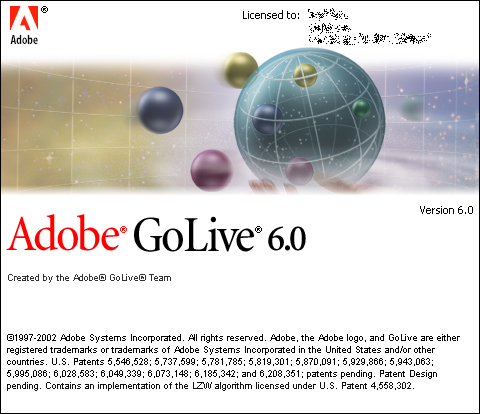 Adobe®
Licensed to:
Version 6.0
Adobe® GoLive® 6.0
Created by the Adobe® GoLive® Team
©1997-2002 Adobe Systems Incorporated. All rights reserved. Adobe, the Adobe logo, and GoLive are either
registered trademarks or trademarks of Adobe Systems Incorporated in the United States and/or other
countries. U.S. Patents 5,546,528; 5,737,599; 5,781,785; 5,819,301; 5,870,091; 5,929,866; 5,943,063;
5,995,086; 6,028,583; 6,049,339; 6,073,148; 6,185,342; and 6,208,351; patents pending. Patent Design
pending. Contains an implementation of the LZW algorithm licensed under U.S. Patent 4,558,302.